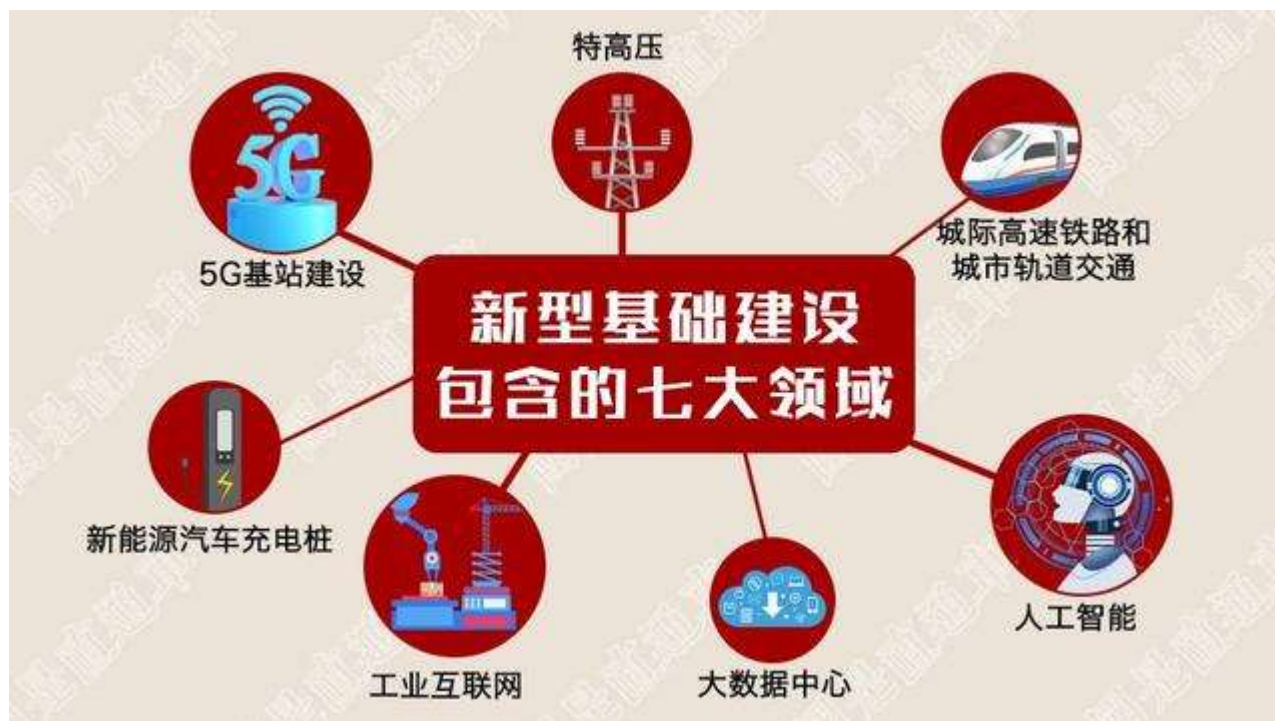 特高压
5G
5G基站建设
城际高速铁路和
城市轨道交通
新型基础建设
包含的七大领域
新能源汽车充电桩
工业互联网
大数据中心
人工智能